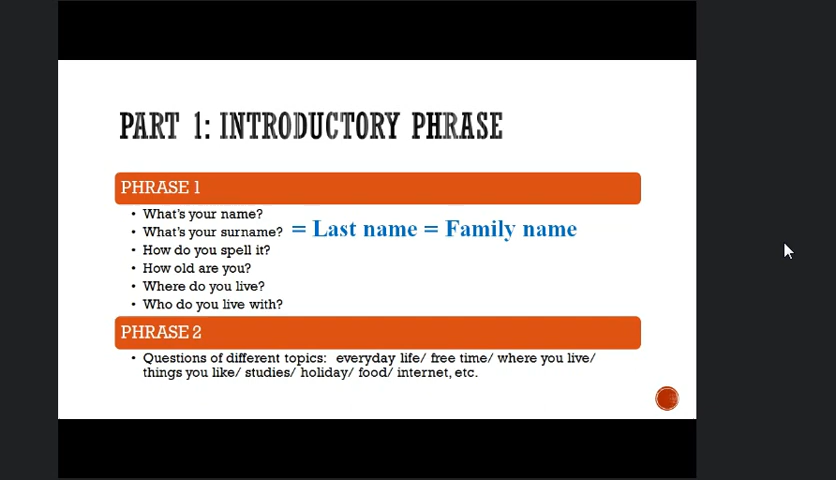 PART 1: INTRODUCTORY PHRASE
PHRASE 1
• What's your name?
• What's your surname? = Last name = Family name
• How do you spell it?
• How old are you?
• Where do you live?
• Who do you live with?
PHRASE 2
• Questions of different topics: everyday life/ free time/ where you live/
things you like/ studies/ holiday/ food/ internet, etc.